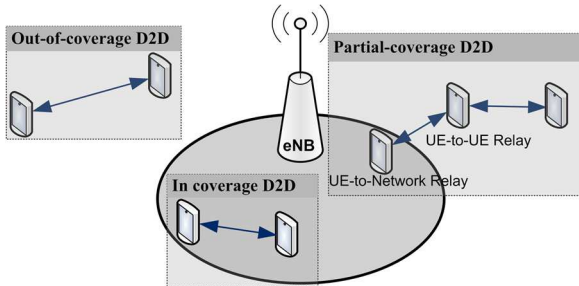 Out-of-coverage D2D
Partial-coverage D2D
eNB
UE-to-UE Relay
UE-to-Network Relay
In coverage D2D